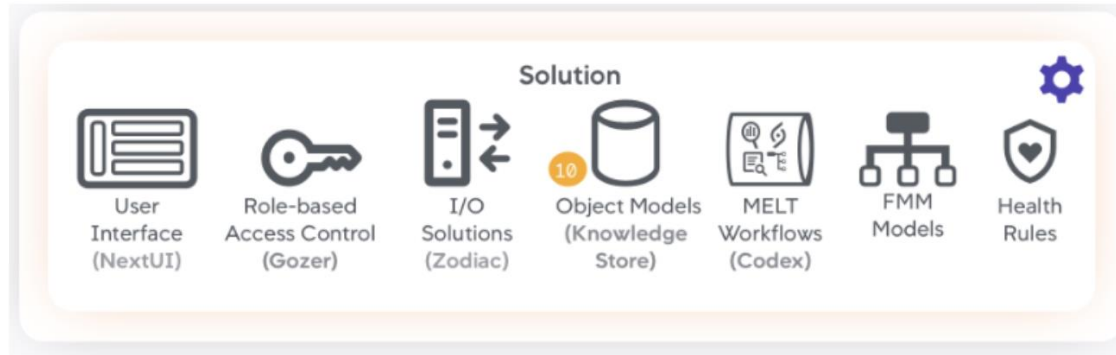 Solution
User
Interface
(NextUI)
Role-based
Access Control
(Gozer)
I/O
Solutions
(Zodiac)
10
Object Models
(Knowledge
Store)
MELT
Workflows
(Codex)
FMM
Models
Health
Rules